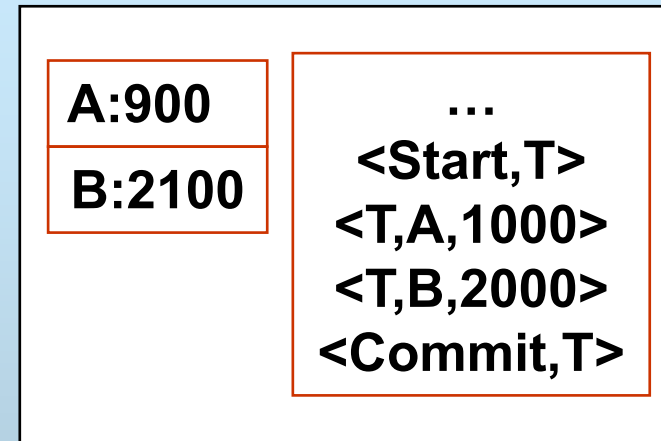 A:900
B:2100
...
<Start,T>
<T,A,1000>
<T,B,2000>
<Commit,T>